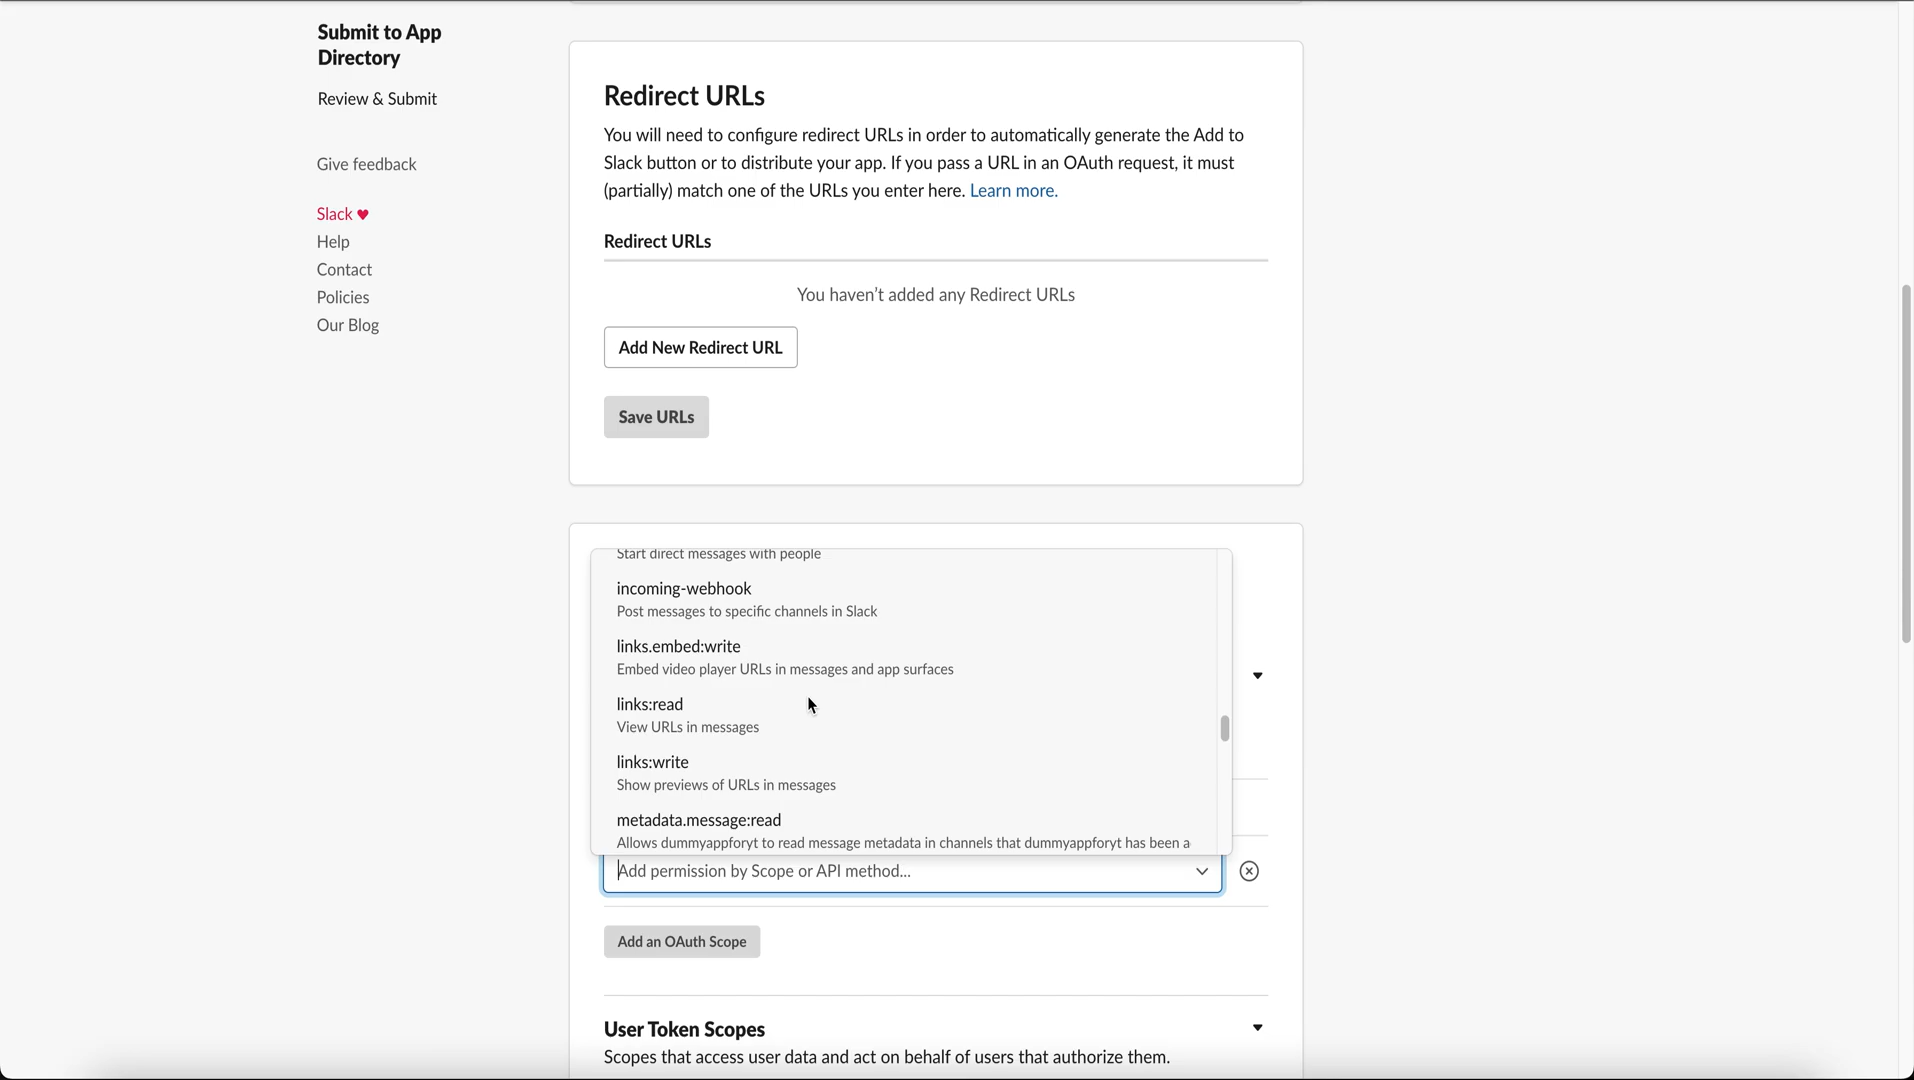 Submit to App
Directory
Review & Submit
Give feedback
Slack ♥
Help
Contact
Policies
Our Blog
Redirect URLs
You will need to configure redirect URLs in order to automatically generate the Add to
Slack button or to distribute your app. If you pass a URL in an OAuth request, it must
(partially) match one of the URLs you enter here. Learn more.
Redirect URLs
You haven't added any Redirect URLs
Add New Redirect URL
Save URLs
Start direct messages with people
incoming-webhook
Post messages to specific channels in Slack
links.embed:write
Embed video player URLs in messages and app surfaces
links:read
View URLs in messages
links:write
Show previews of URLs in messages
metadata.message:read
Allows dummyappforyt to read message metadata in channels that dummyappforyt has been a
Add permission by Scope or API method...
Add an OAuth Scope
User Token Scopes
Scopes that access user data and act on behalf of users that authorize them.